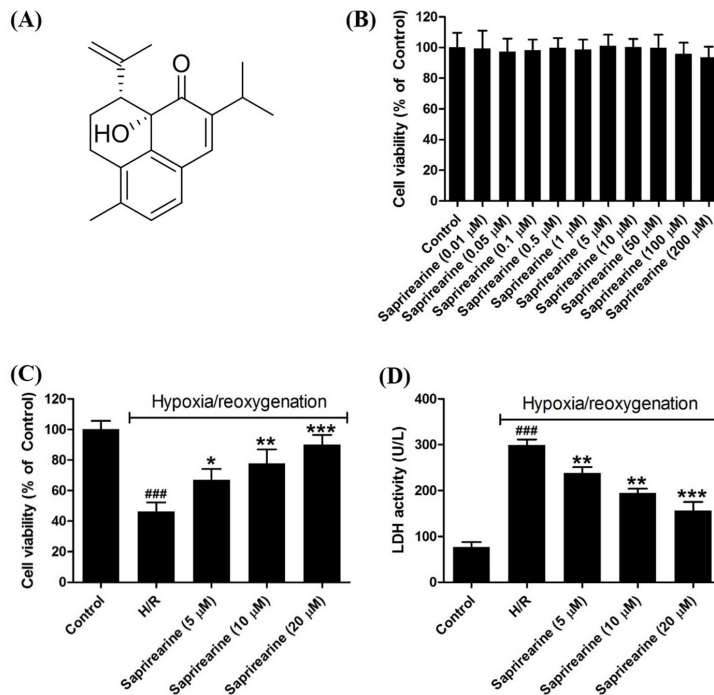 (A)
O
HO
(B)
Cell viability (% of Control)
120
100
80
60
40
20
0
Control
Saprirearine (0.01 μM)
Saprirearine (0.05 μM)
Saprirearine (0.1 μM)
Saprirearine (0.5 μM)
Saprirearine (1 μM)
Saprirearine (5 μM)
Saprirearine (10 μM)
Saprirearine (50 μM)
Saprirearine (100 μM)
Saprirearine (200 μM)
(C)
Hypoxia/reoxygenation
Cell viability (% of Control)
120
100
80
60
40
20
0
###
*
**
***
Control
H/R
Saprirearine (5 μM)
Saprirearine (10 μM)
Saprirearine (20 μM)
(D)
Hypoxia/reoxygenation
LDH activity (U/L)
400
300
200
100
0
###
**
**
***
Control
H/R
Saprirearine (5 μM)
Saprirearine (10 μM)
Saprirearine (20 μM)